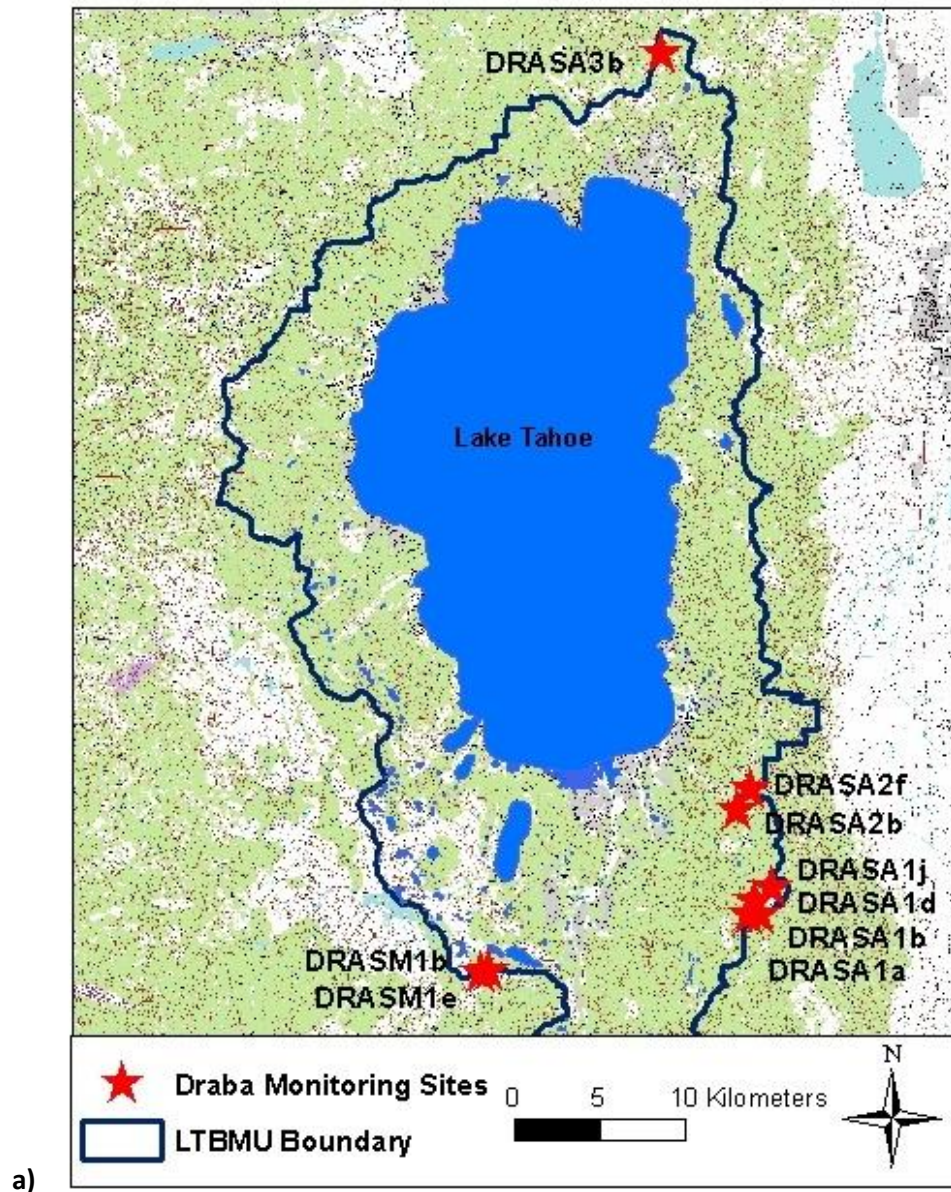 DRASA3b
Lake Tahoe
DRASA2f
DRASA2b
DRASA1j
DRASA1d
DRASA1b
DRASA1a
DRASM1b
DRASM1e
Draba Monitoring Sites
LTBMU Boundary
0 5 10 Kilometers
N
a)